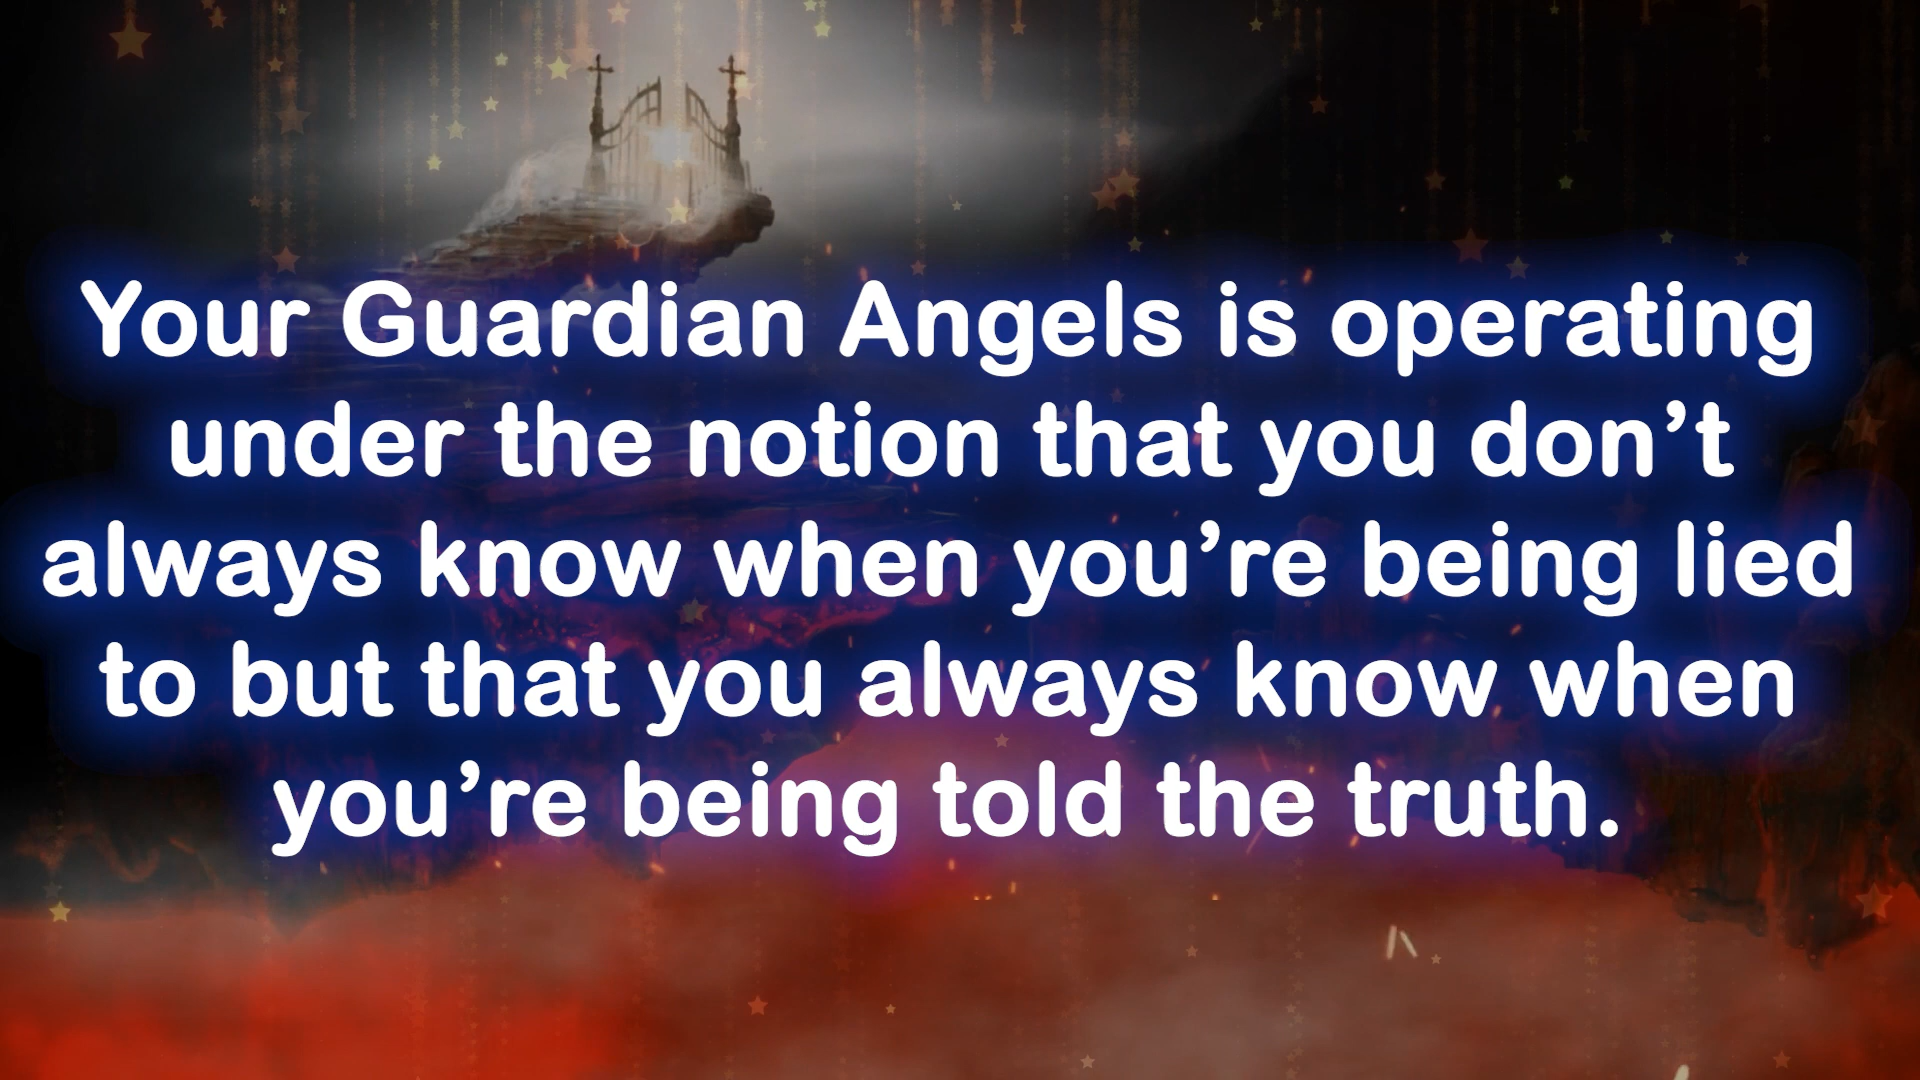 Your Guardian Angels is operating
under the notion that you don’t
always know when you’re being lied
to but that you always know when
you’re being told the truth.